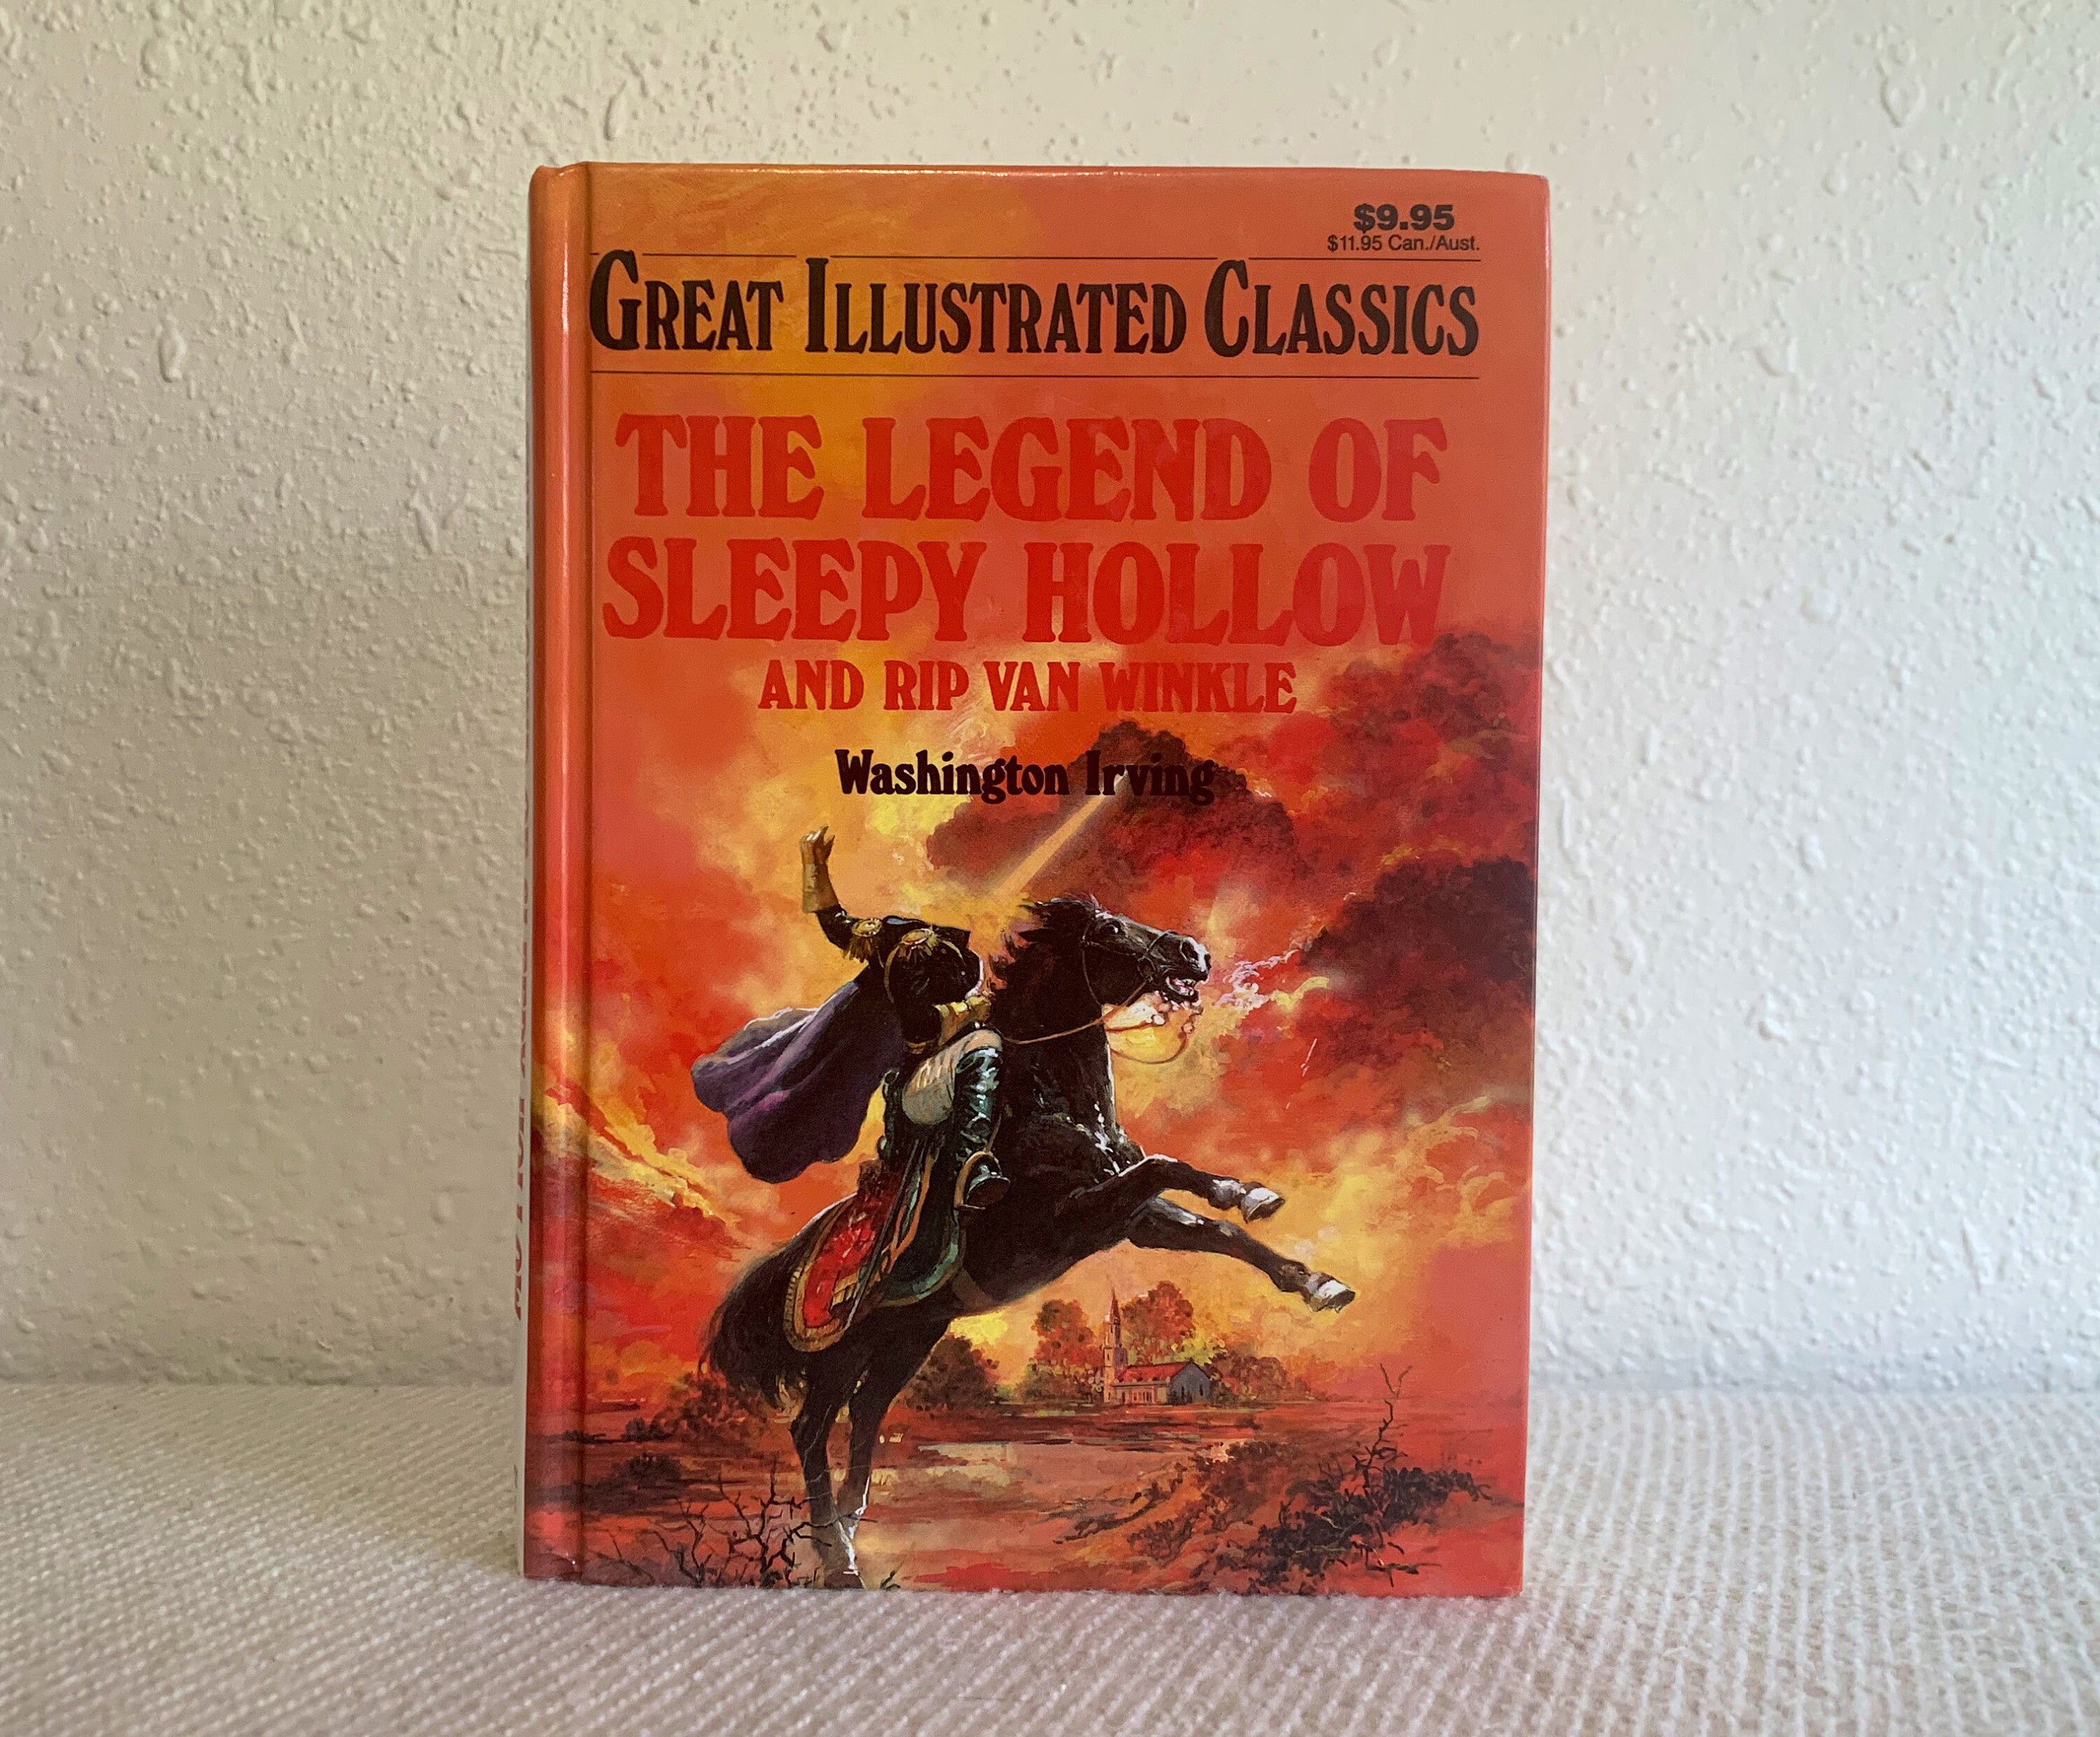 $9.95
$11.95 Can./Aust.
GREAT ILLUSTRATED CLASSICS
THE LEGEND OF
SLEEPY HOLLOW
AND RIP VAN WINKLE
Washington Irving